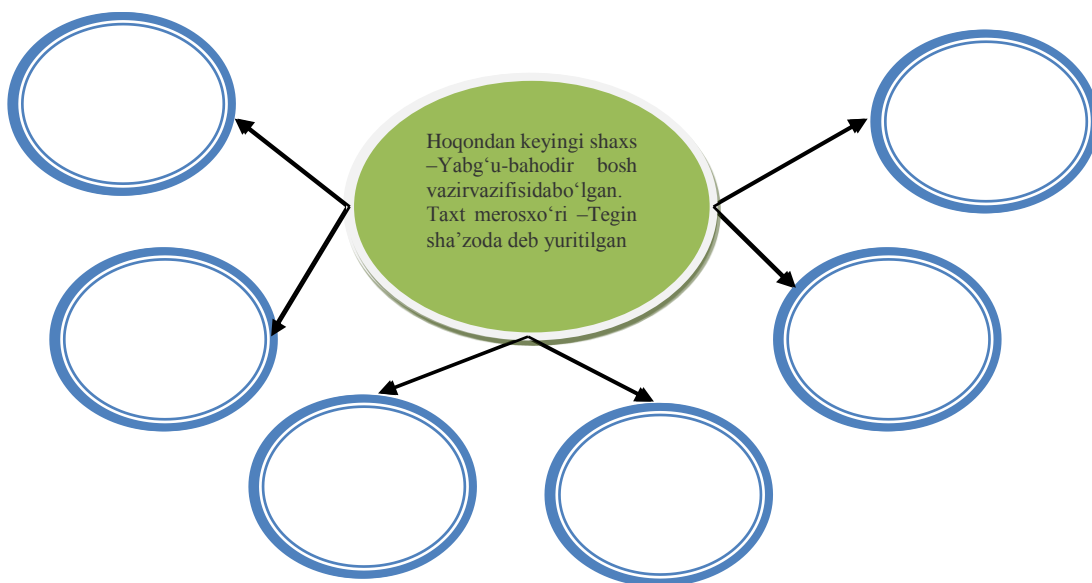 Hoqondan keyingi shaxs
–Yabg‘u-bahodir bosh
vazirvazifisidabo‘lgan.
Taxt merosxo‘ri –Tegin
sha’zoda deb yuritilgan